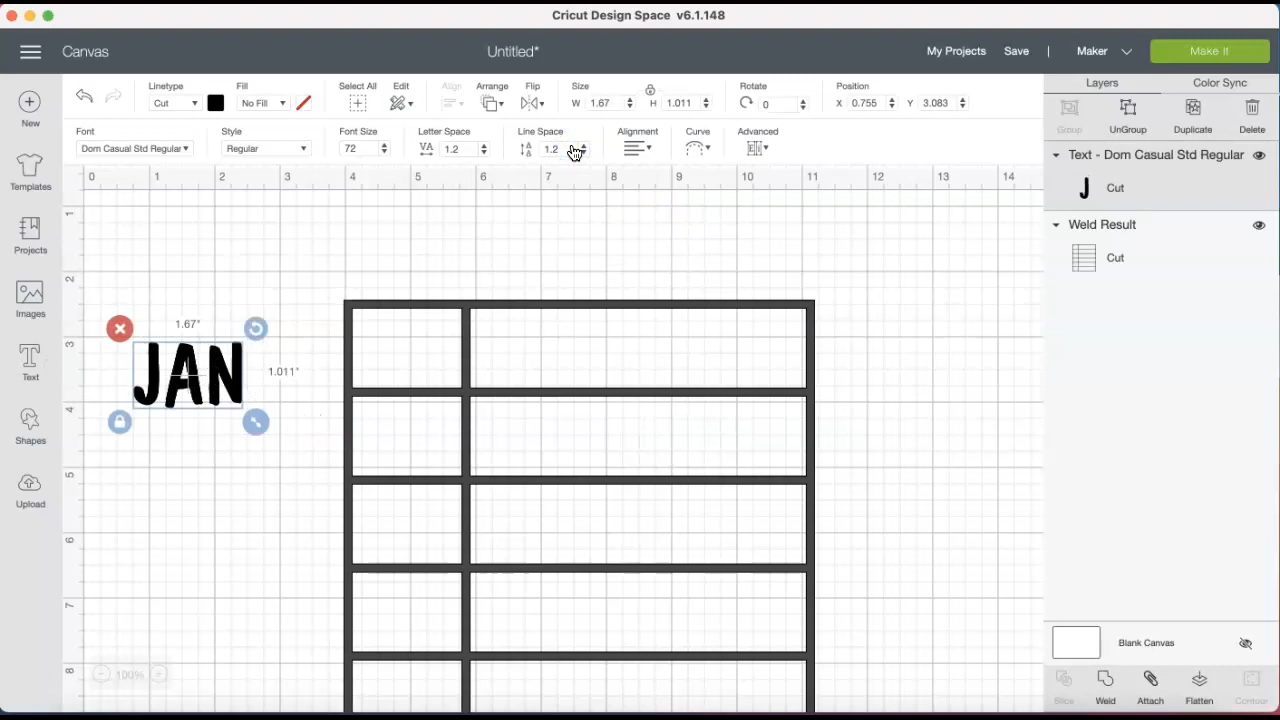 Cricut Design Space v6.1.148
Canvas
Untitled*
My Projects Save | Maker Make It
Linetype Fill Select All Edit Align Arrange Flip Size Rotate Position
Cut No Fill W 1.67 H 1.011 0 X 0.755 Y 3.083
Font Style Font Size Letter Space Line Space Alignment Curve Advanced
Dom Casual Std Regular Regular 72 VA 1.2 1.2
0 1 2 3 4 5 6 7 8 9 10 11 12 13 14
1
2
3
4
5
6
7
8
New
Templates
Projects
Images
Text
Shapes
Upload
1.67"
JAN
1.011"
100%
Layers Color Sync
Group UnGroup Duplicate Delete
Text - Dom Casual Std Regular
J Cut
Weld Result
Cut
Blank Canvas
Slice Weld Attach Flatten Contour